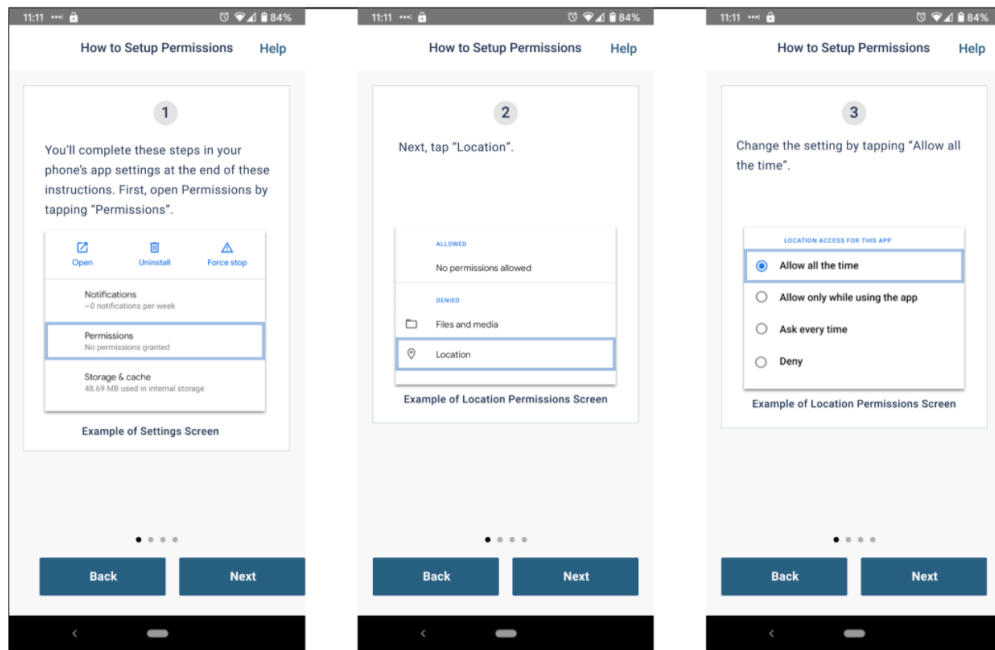 11:11
84%
How to Setup Permissions
Help
1
You'll complete these steps in your
phone's app settings at the end of these
instructions. First, open Permissions by
tapping "Permissions".
Open
Uninstall
Force stop
Notifications
~0 notifications per week
Permissions
No permissions granted
Storage & cache
48.69 MB used in internal storage
Example of Settings Screen
Back
Next
11:11
84%
How to Setup Permissions
Help
2
Next, tap "Location".
ALLOWED
No permissions allowed
DENIED
Files and media
Location
Example of Location Permissions Screen
Back
Next
11:11
84%
How to Setup Permissions
Help
3
Change the setting by tapping "Allow all
the time".
LOCATION ACCESS FOR THIS APP
Allow all the time
Allow only while using the app
Ask every time
Deny
Example of Location Permissions Screen
Back
Next